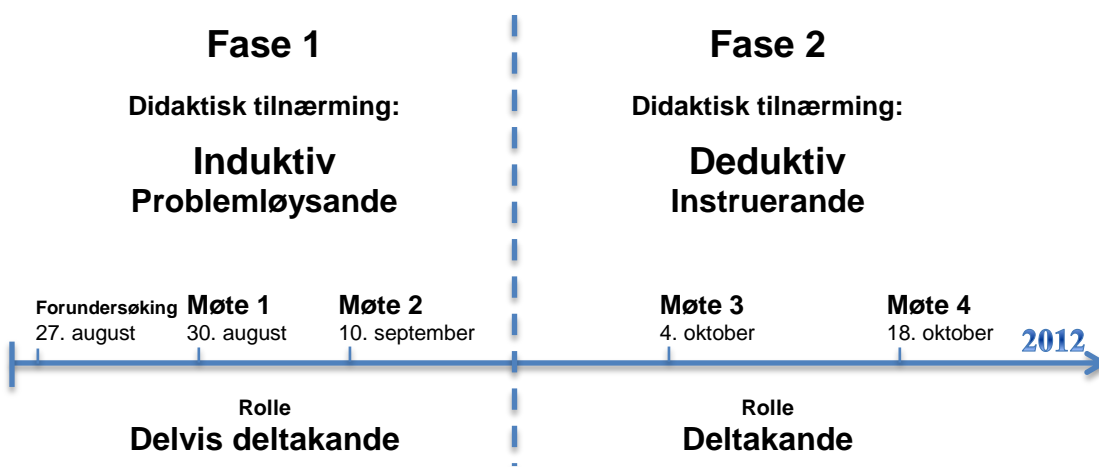 Fase 1
Didaktisk tilnærming:
Induktiv
Problemløysande
Fase 2
Didaktisk tilnærming:
Deduktiv
Instruerande
Forundersøking
27. august
Møte 1
30. august
Møte 2
10. september
Møte 3
4. oktober
Møte 4
18. oktober
2012
Rolle
Delvis deltakande
Rolle
Deltakande